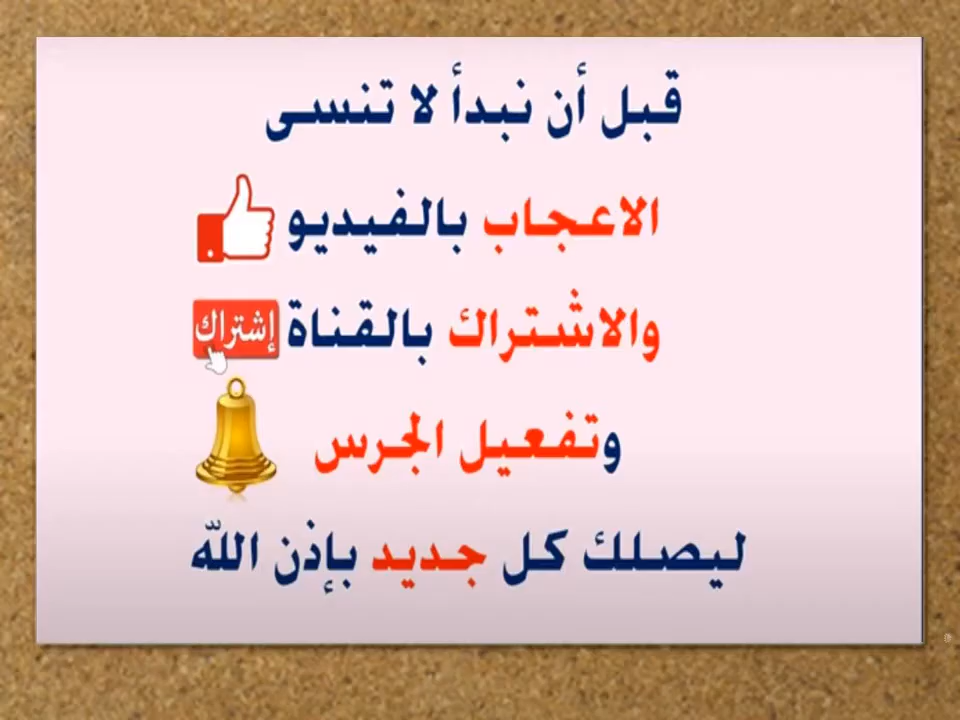 قبل أن نبدأ لا تنسى
الاعجاب بالفيديو
والاشتراك بالقناة إشتراك
وتفعيل الجرس
ليصلك كل جديد بإذن الله